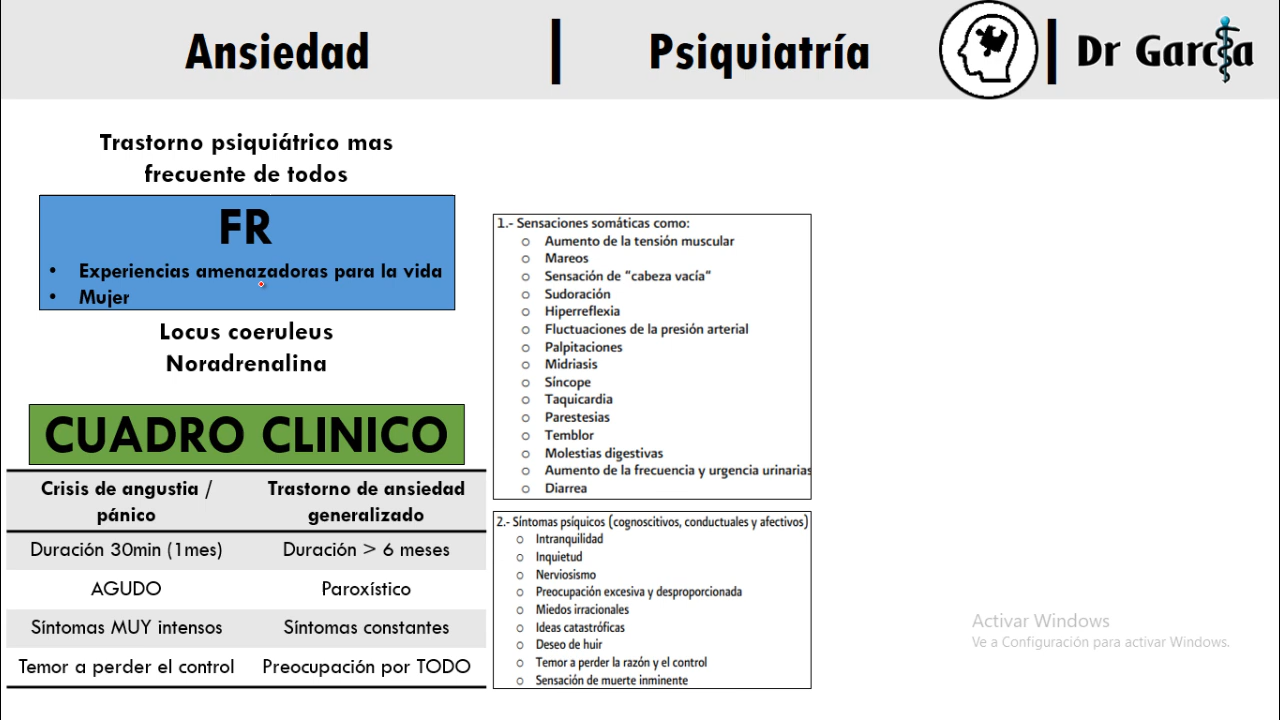 Ansiedad | Psiquiatría | Dr García
Trastorno psiquiátrico mas
frecuente de todos
FR
• Experiencias amenazadoras para la vida
• Mujer
Locus coeruleus
Noradrenalina
CUADRO CLINICO
Crisis de angustia / pánico | Trastorno de ansiedad generalizado
Duración 30min (1mes) | Duración > 6 meses
AGUDO | Paroxístico
Síntomas MUY intensos | Síntomas constantes
Temor a perder el control | Preocupación por TODO
1.- Sensaciones somáticas como:
o Aumento de la tensión muscular
o Mareos
o Sensación de “cabeza vacía”
o Sudoración
o Hiperreflexia
o Fluctuaciones de la presión arterial
o Palpitaciones
o Midriasis
o Síncope
o Taquicardia
o Parestesias
o Temblor
o Molestias digestivas
o Aumento de la frecuencia y urgencia urinarias
o Diarrea
2.- Síntomas psíquicos (cognoscitivos, conductuales y afectivos)
o Intranquilidad
o Inquietud
o Nerviosismo
o Preocupación excesiva y desproporcionada
o Miedos irracionales
o Ideas catastróficas
o Deseo de huir
o Temor a perder la razón y el control
o Sensación de muerte inminente
Activar Windows
Ve a Configuración para activar Windows.